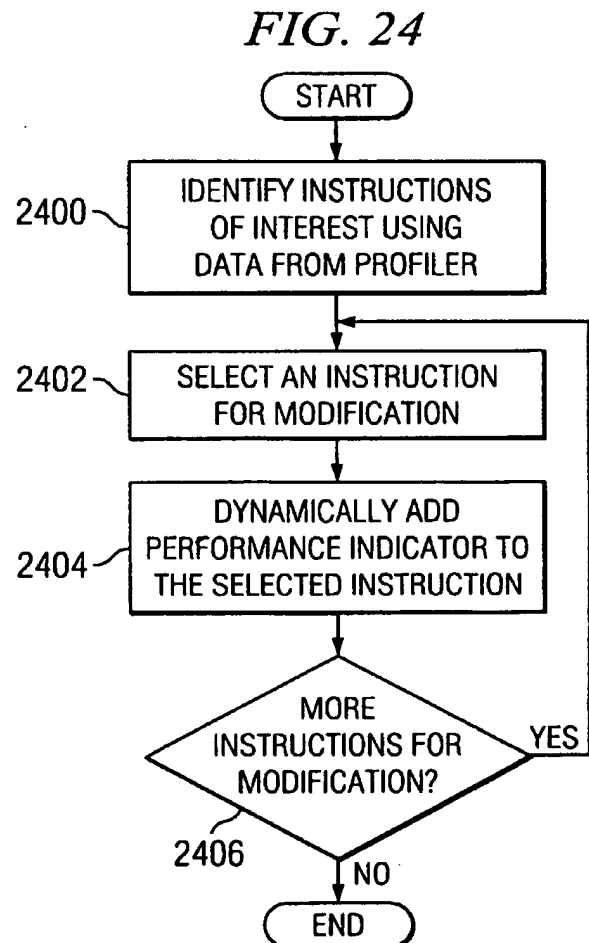 FIG. 24
START
2400
IDENTIFY INSTRUCTIONS
OF INTEREST USING
DATA FROM PROFILER
2402
SELECT AN INSTRUCTION
FOR MODIFICATION
2404
DYNAMICALLY ADD
PERFORMANCE INDICATOR TO
THE SELECTED INSTRUCTION
MORE
INSTRUCTIONS FOR
MODIFICATION?
YES
2406
NO
END